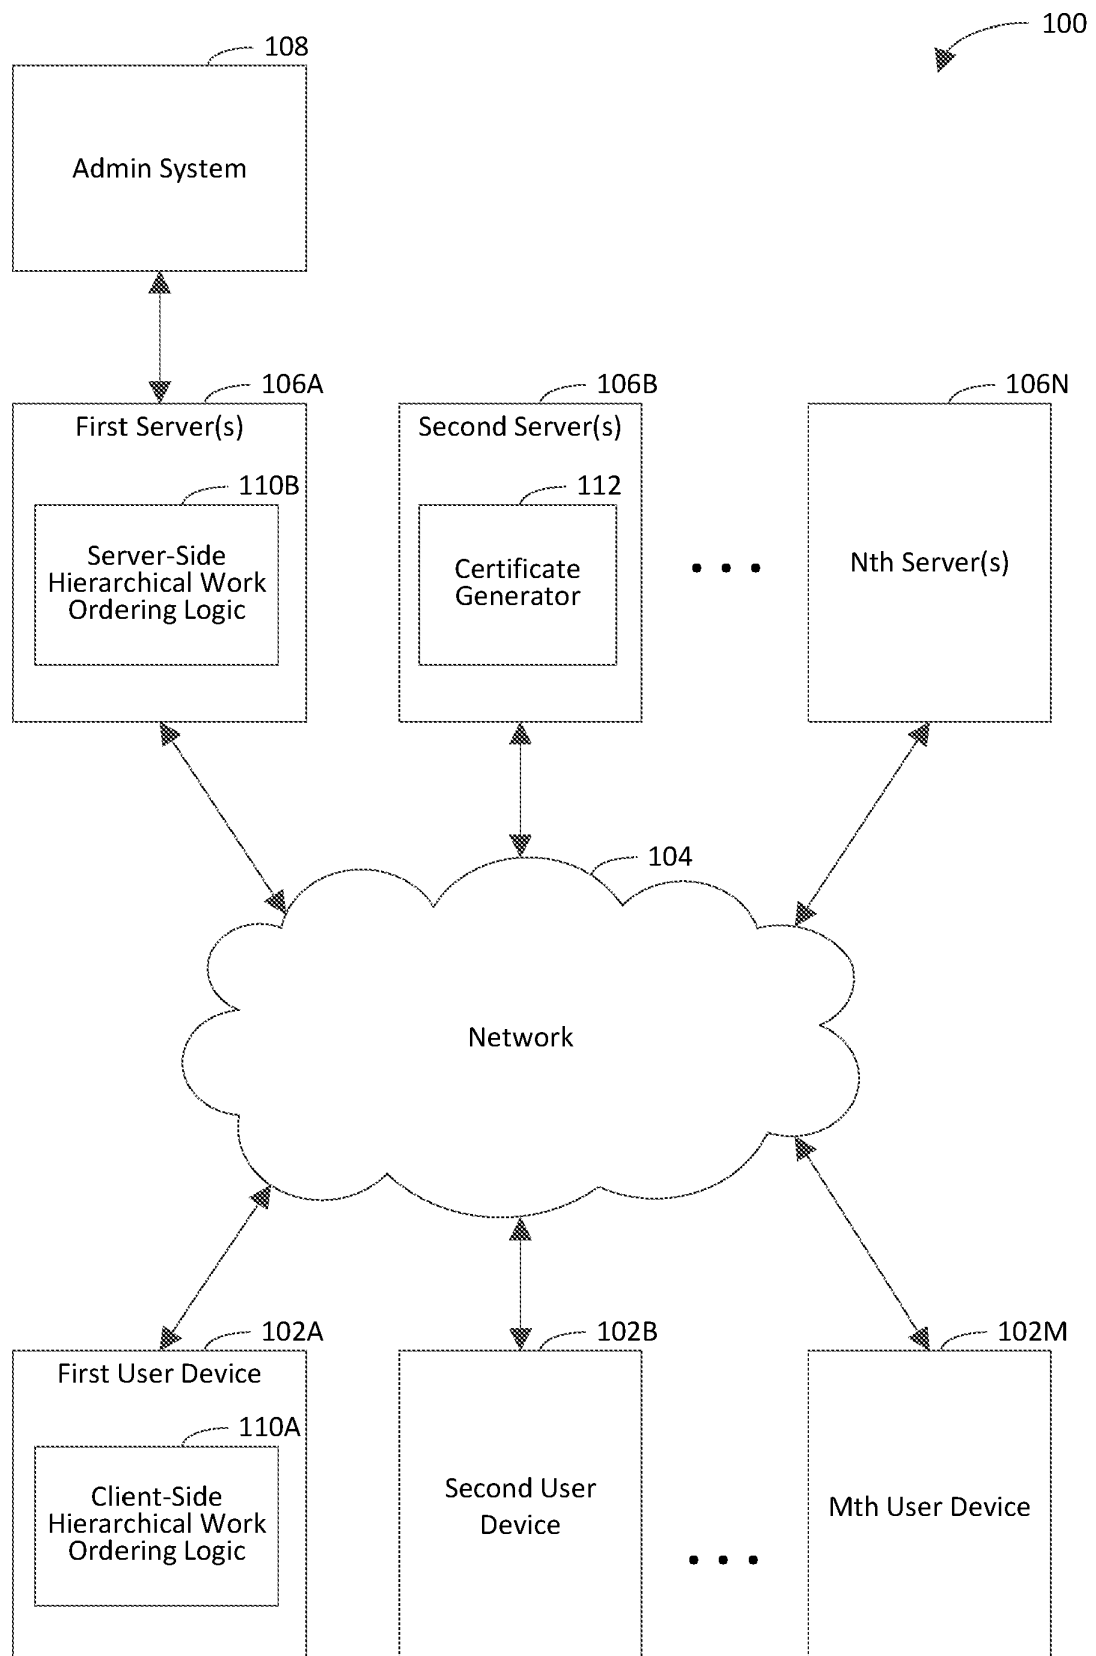 100
108
Admin System
106A
First Server(s)
110B
Server-Side
Hierarchical Work
Ordering Logic
106B
Second Server(s)
112
Certificate
Generator
• • •
106N
Nth Server(s)
104
Network
102A
First User Device
110A
Client-Side
Hierarchical Work
Ordering Logic
102B
Second User
Device
• • •
102M
Mth User Device